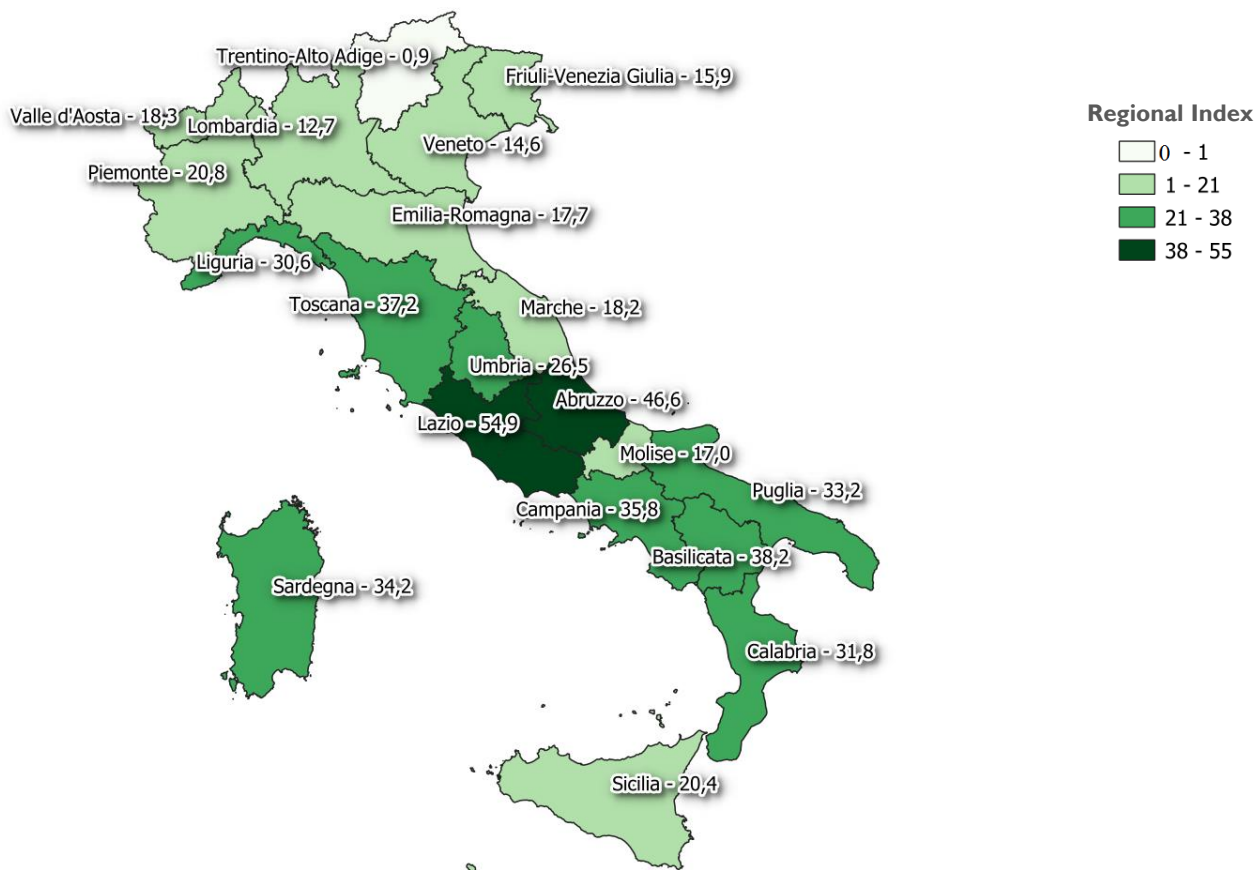 Trentino-Alto Adige - 0,9
Friuli-Venezia Giulia - 15,9
Valle d'Aosta - 18,3
Lombardia - 12,7
Veneto - 14,6
Piemonte - 20,8
Emilia-Romagna - 17,7
Liguria - 30,6
Toscana - 37,2
Marche - 18,2
Umbria - 26,5
Abruzzo - 46,6
Lazio - 54,9
Molise - 17,0
Puglia - 33,2
Campania - 35,8
Basilicata - 38,2
Sardegna - 34,2
Calabria - 31,8
Sicilia - 20,4
Regional Index
0 - 1
1 - 21
21 - 38
38 - 55